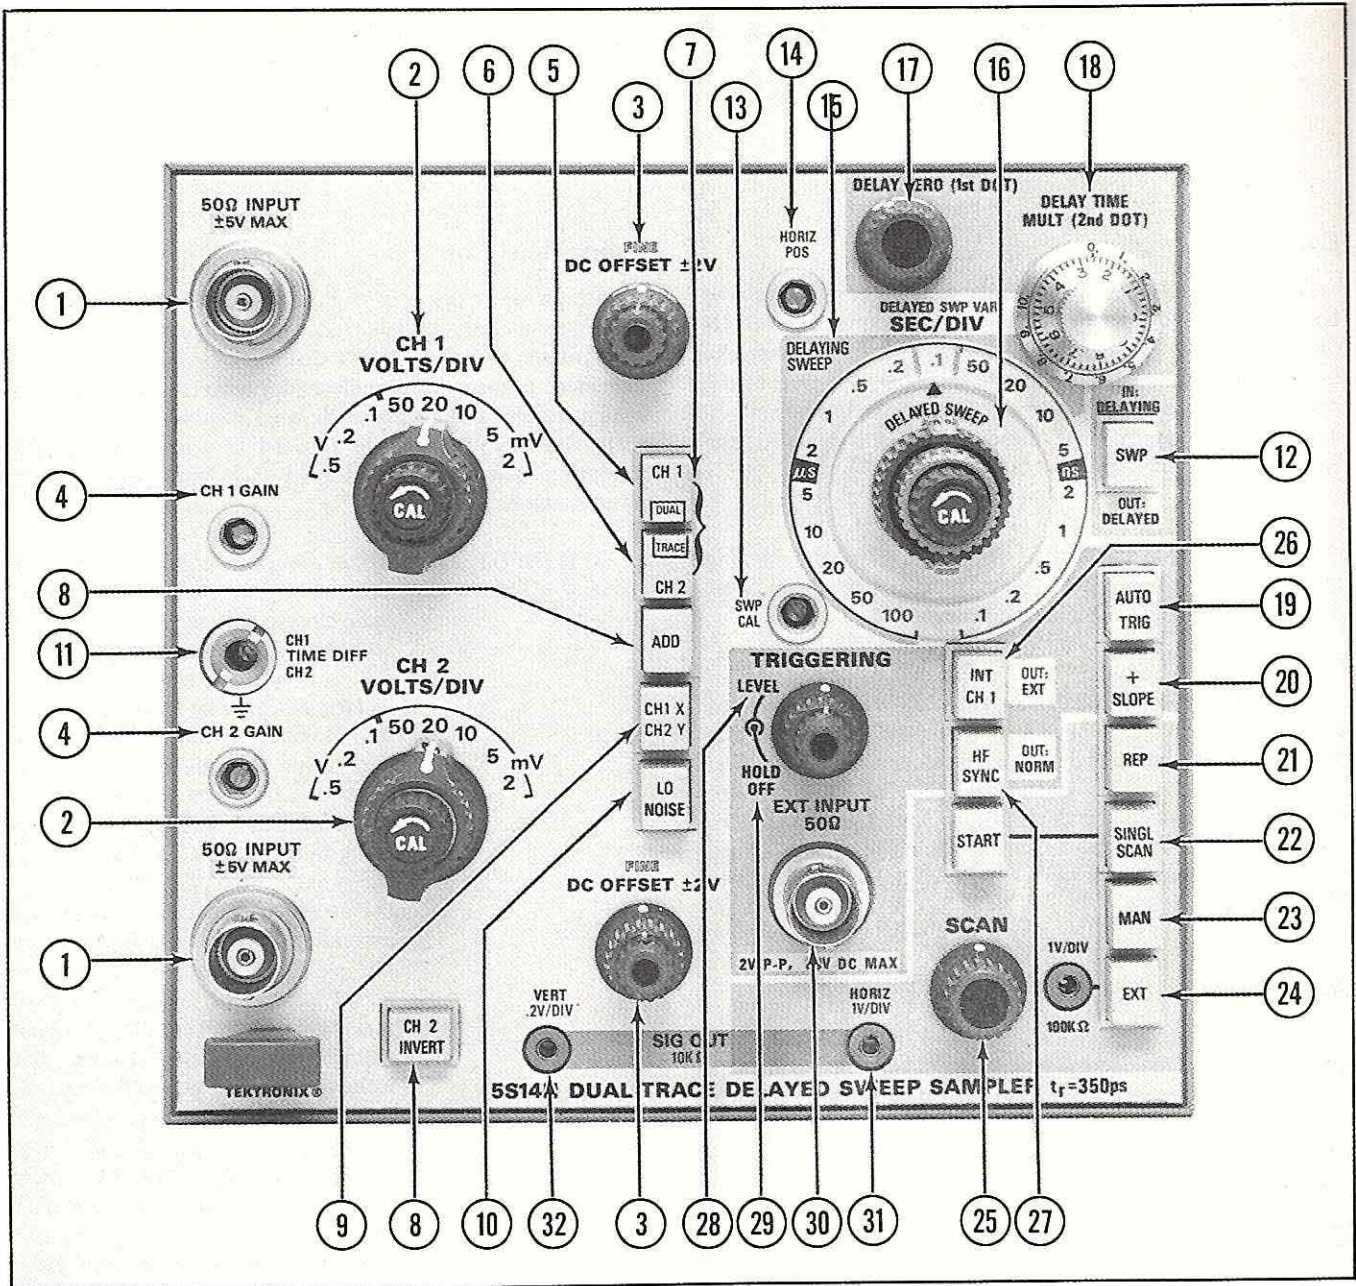 2
6
5
7
14
17
16
18
3
13
15
50Ω INPUT
±5V MAX
1
CH 1
VOLTS/DIV
.5
.2
.1
50
20
10
5
2
V
mV
CAL
FINE
DC OFFSET ±2V
HORIZ
POS
DELAY ZERO (1st DOT)
DELAY TIME
MULT (2nd DOT)
DELAYED SWP VAR
SEC/DIV
DELAYING
SWEEP
DELAYED SWEEP
CAL
.5
.2
.1
50
20
10
5
ns
2
1
.5
.2
.1
100
50
20
10
5
µs
2
1
IN:
DELAYING
SWP
OUT:
DELAYED
12
4
CH 1 GAIN
CH 1
DUAL
TRACE
CH 2
8
ADD
SWP
CAL
26
AUTO
TRIG
19
11
CH1
TIME DIFF
CH2
4
CH 2 GAIN
CH 2
VOLTS/DIV
.5
.2
.1
50
20
10
5
2
V
mV
CAL
2
CH1 X
CH2 Y
LO
NOISE
TRIGGERING
LEVEL
HOLD
OFF
INT
CH 1
OUT:
EXT
+
SLOPE
20
HF
SYNC
OUT:
NORM
REP
21
EXT INPUT
50Ω
START
SINGL
SCAN
22
50Ω INPUT
±5V MAX
1
FINE
DC OFFSET ±2V
2V P-P, V DC MAX
SCAN
MAN
23
1V/DIV
100KΩ
EXT
24
CH 2
INVERT
VERT
.2V/DIV
SIG OUT
10K Ω
HORIZ
1V/DIV
TEKTRONIX®
5S14N DUAL TRACE DELAYED SWEEP SAMPLER tr=350ps
9
8
10
32
3
28
29
30
31
25
27